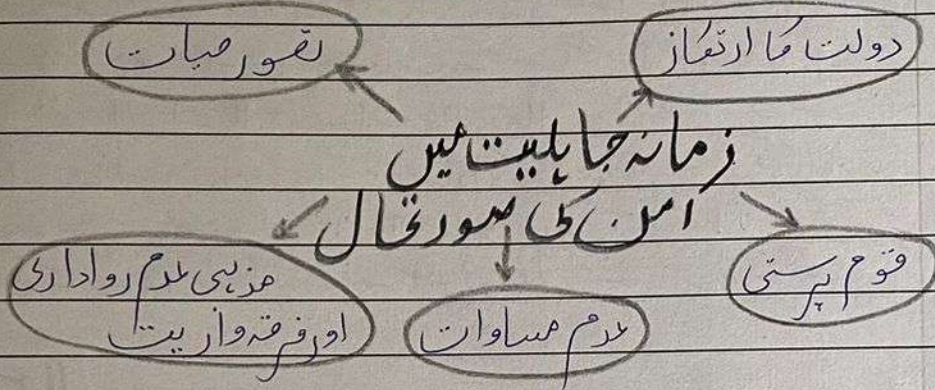 دولت کا ارتکاز
تصور حیات
زمانہ جاہلیت میں
امن کی صورتحال
قوم پرستی
عدم مساوات
مذہبی عدم رواداری
اور فرقہ واریت